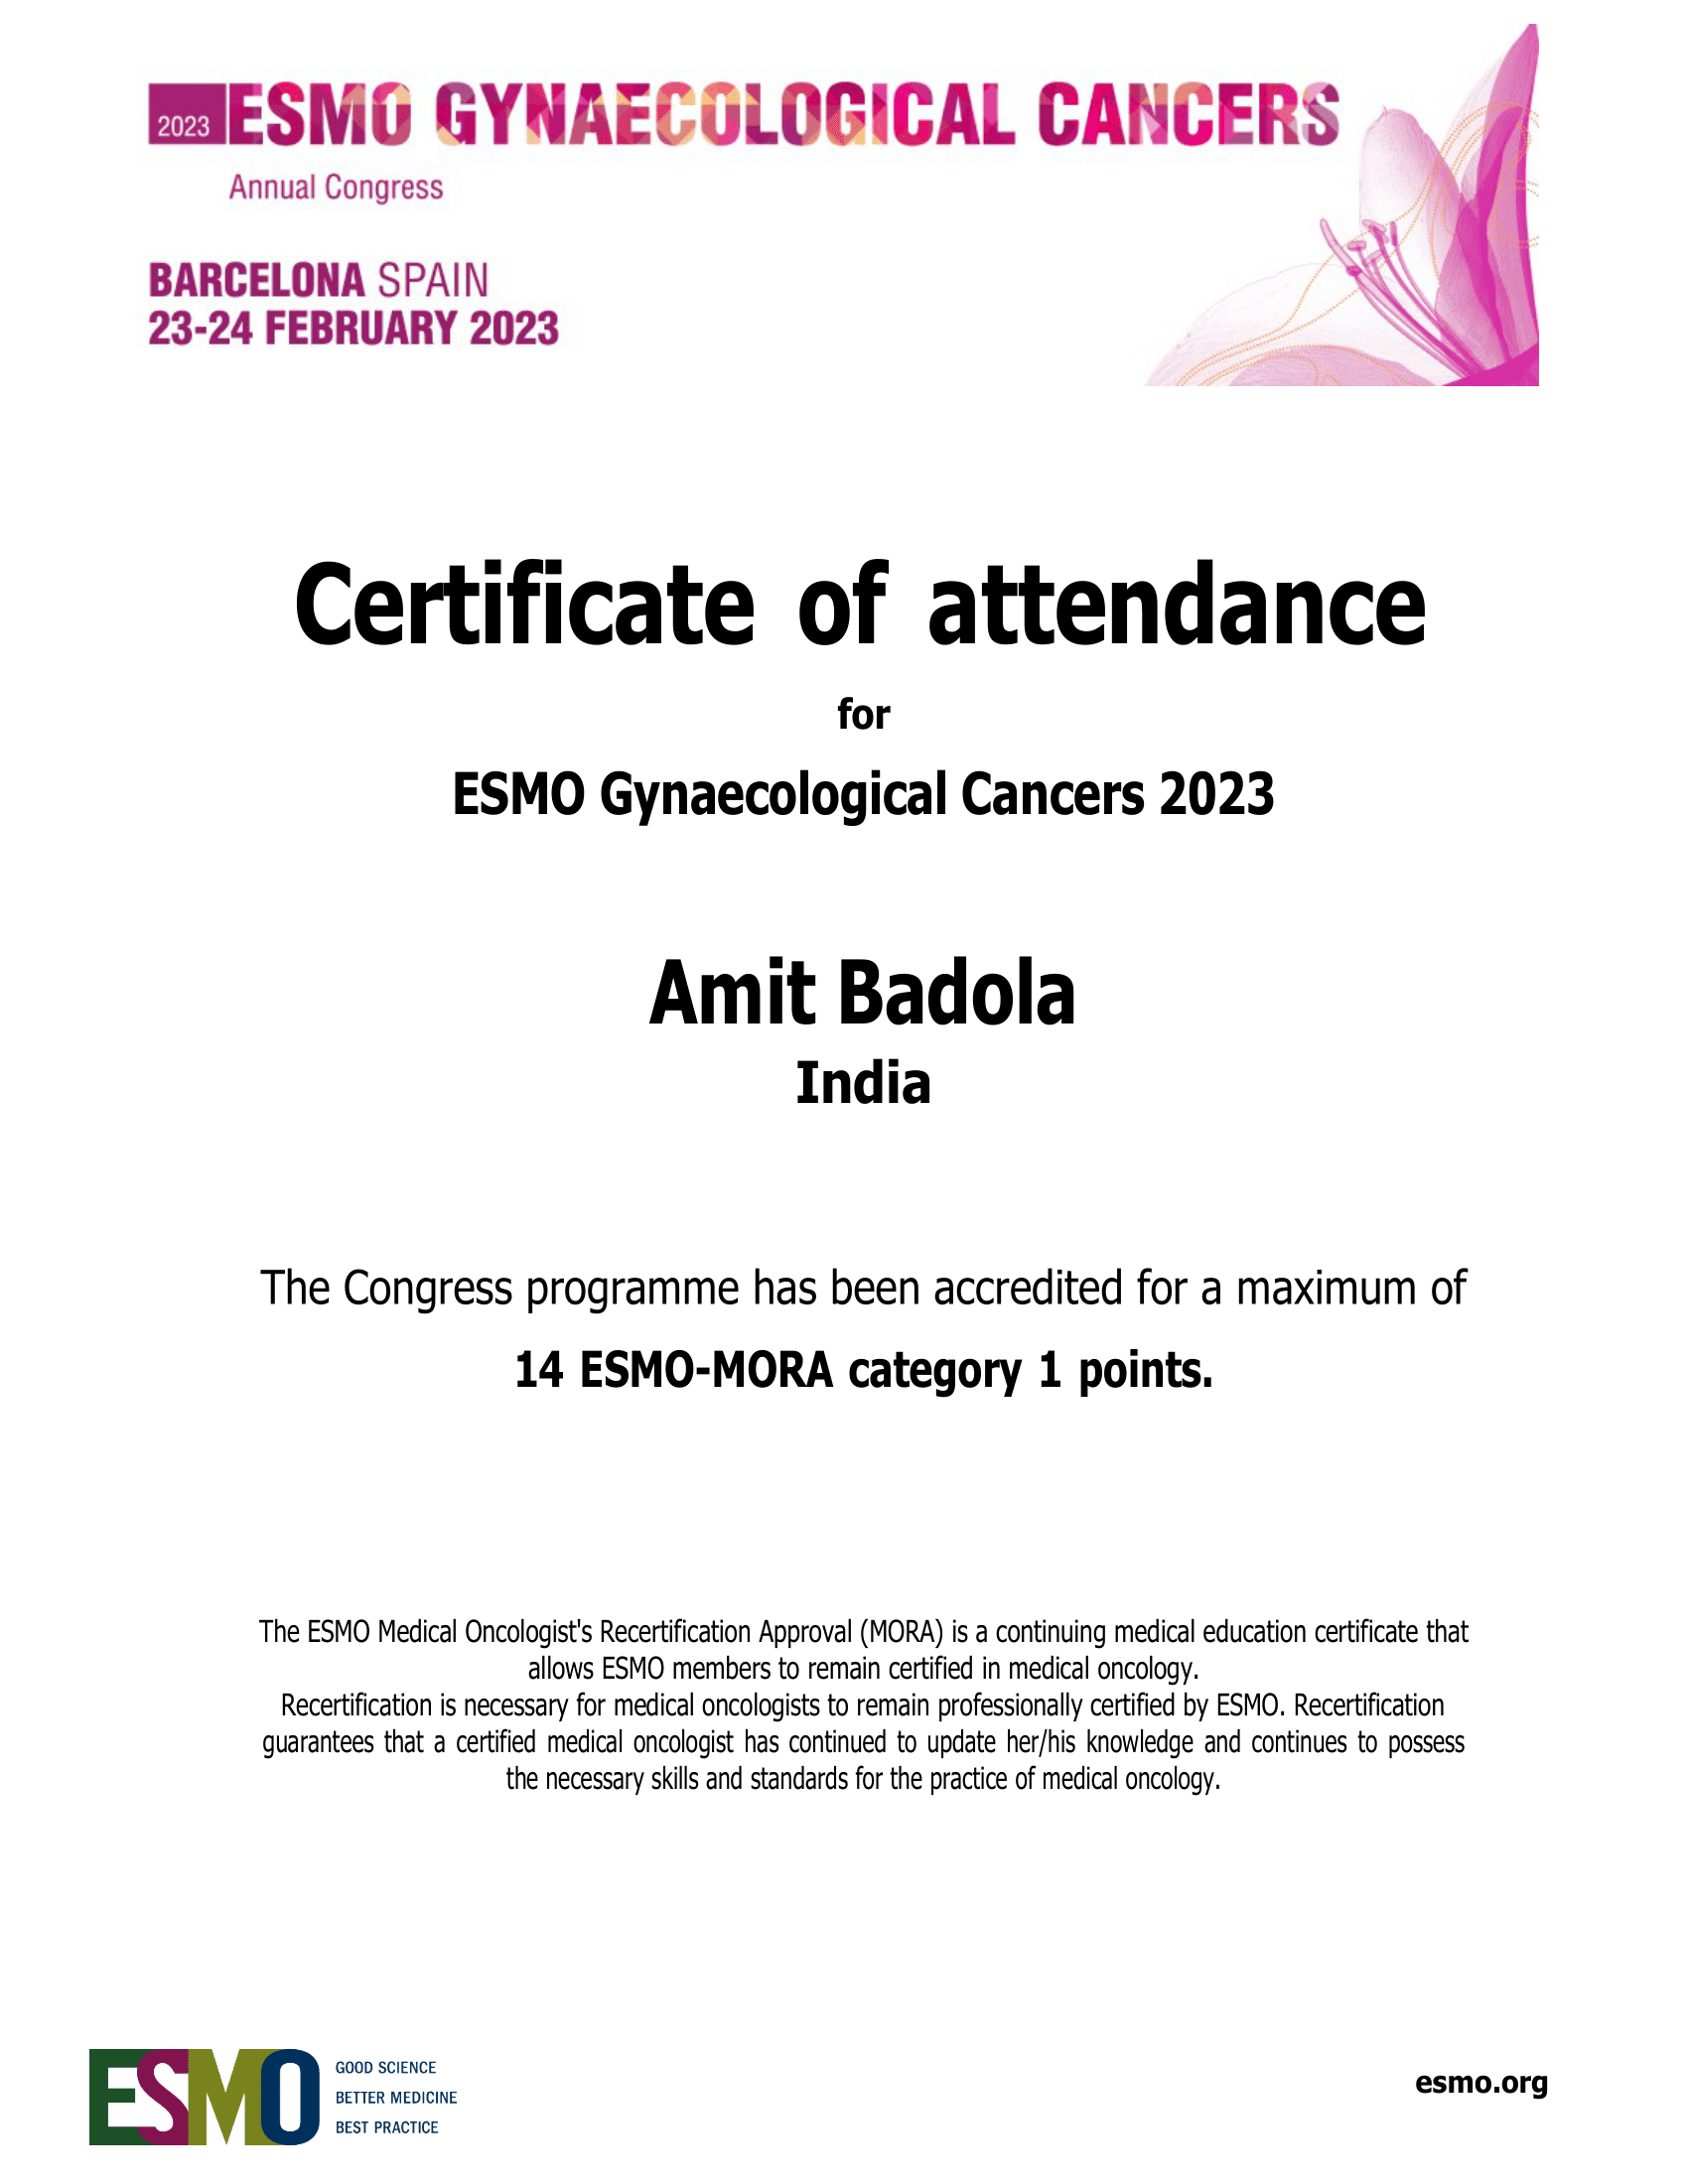 2023 ESMO GYNAECOLOGICAL CANCERS
Annual Congress
BARCELONA SPAIN
23-24 FEBRUARY 2023
Certificate of attendance
for
ESMO Gynaecological Cancers 2023
Amit Badola
India
The Congress programme has been accredited for a maximum of
14 ESMO-MORA category 1 points.
The ESMO Medical Oncologist's Recertification Approval (MORA) is a continuing medical education certificate that
allows ESMO members to remain certified in medical oncology.
Recertification is necessary for medical oncologists to remain professionally certified by ESMO. Recertification
guarantees that a certified medical oncologist has continued to update her/his knowledge and continues to possess
the necessary skills and standards for the practice of medical oncology.
ESMO
GOOD SCIENCE
BETTER MEDICINE
BEST PRACTICE
esmo.org